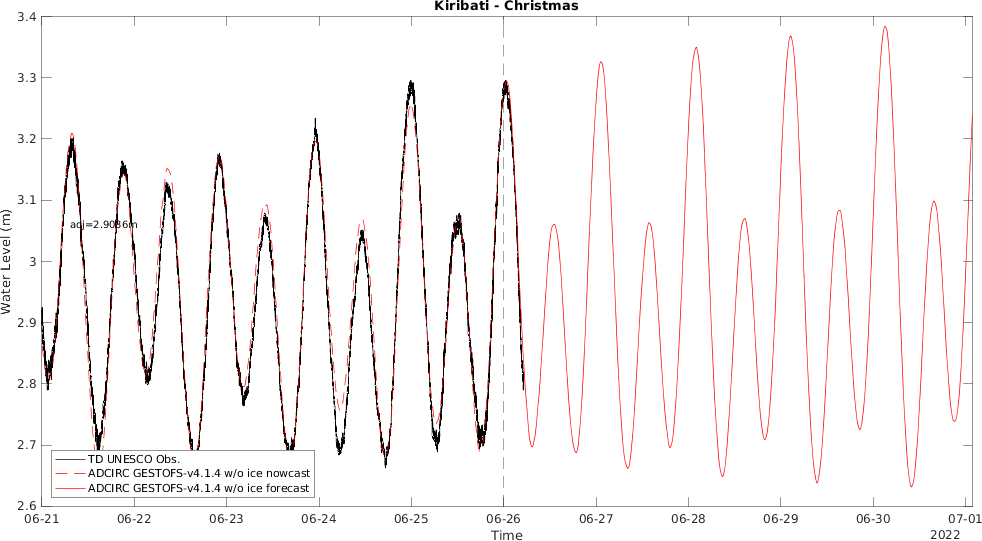 Kiribati - Christmas
3.4
3.3
3.2
3.1
3
2.9
2.8
2.7
2.6
Water Level (m)
adj=2.9036m
TD UNESCO Obs.
ADCIRC GESTOFS-v4.1.4 w/o ice nowcast
ADCIRC GESTOFS-v4.1.4 w/o ice forecast
06-21 06-22 06-23 06-24 06-25 06-26 06-27 06-28 06-29 06-30 07-01
Time
2022